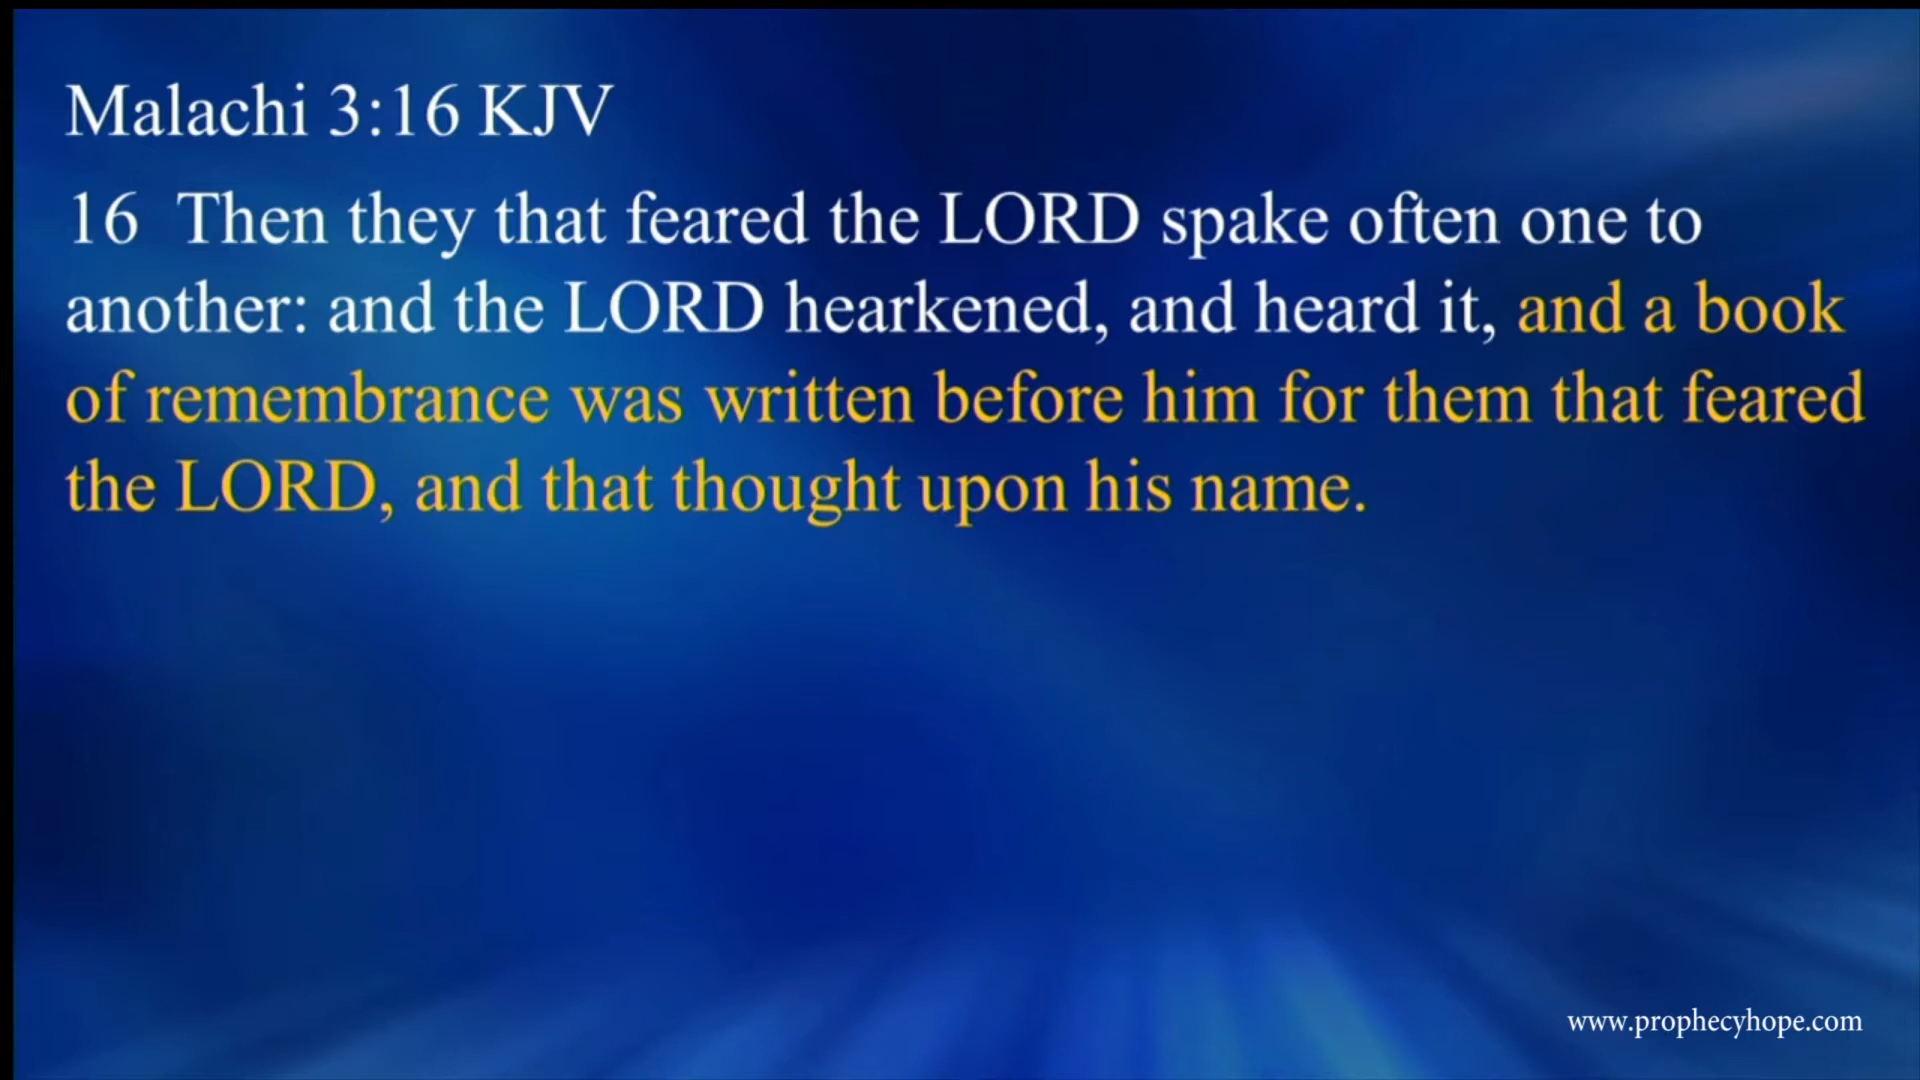 Malachi 3:16 KJV
16  Then they that feared the LORD spake often one to
another: and the LORD hearkened, and heard it, and a book
of remembrance was written before him for them that feared
the LORD, and that thought upon his name.
www.prophecyhope.com